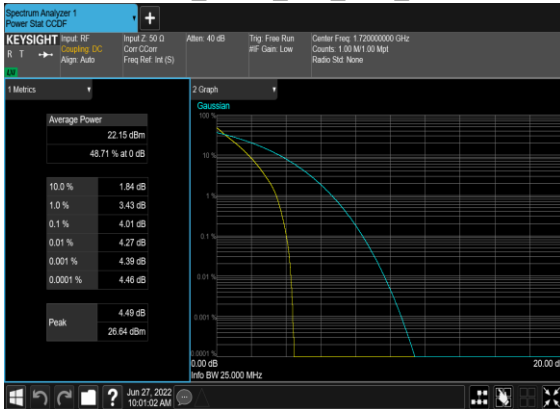 Spectrum Analyzer 1
Power Stat CCDF
+
KEYSIGHT
R T
LV
Input: RF
Coupling: DC
Align: Auto
Input Z: 50 Ω
Corr CCorr
Freq Ref: Int (S)
Atten: 40 dB
Trig: Free Run
#IF Gain: Low
Center Freq: 1.720000000 GHz
Counts: 1.00 M/1.00 Mpt
Radio Std: None
1 Metrics
Average Power
22.15 dBm
48.71 % at 0 dB
10.0 % 1.84 dB
1.0 % 3.43 dB
0.1 % 4.01 dB
0.01 % 4.27 dB
0.001 % 4.39 dB
0.0001 % 4.46 dB
Peak
4.49 dB
26.64 dBm
2 Graph
Gaussian
100 %
10 %
1 %
0.1 %
0.01 %
0.001 %
0.0001 %
0.00 dB
20.00 d
Info BW 25.000 MHz
?
Jun 27, 2022
10:01:02 AM